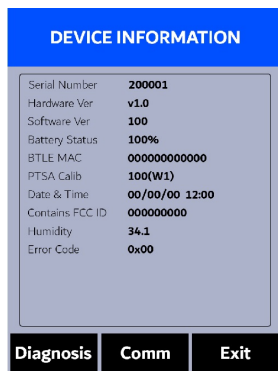 DEVICE INFORMATION
Serial Number 200001
Hardware Ver v1.0
Software Ver 100
Battery Status 100%
BTLE MAC 000000000000
PTSA Calib 100(W1)
Date & Time 00/00/00 12:00
Contains FCC ID 000000000
Humidity 34.1
Error Code 0x00
Diagnosis Comm Exit